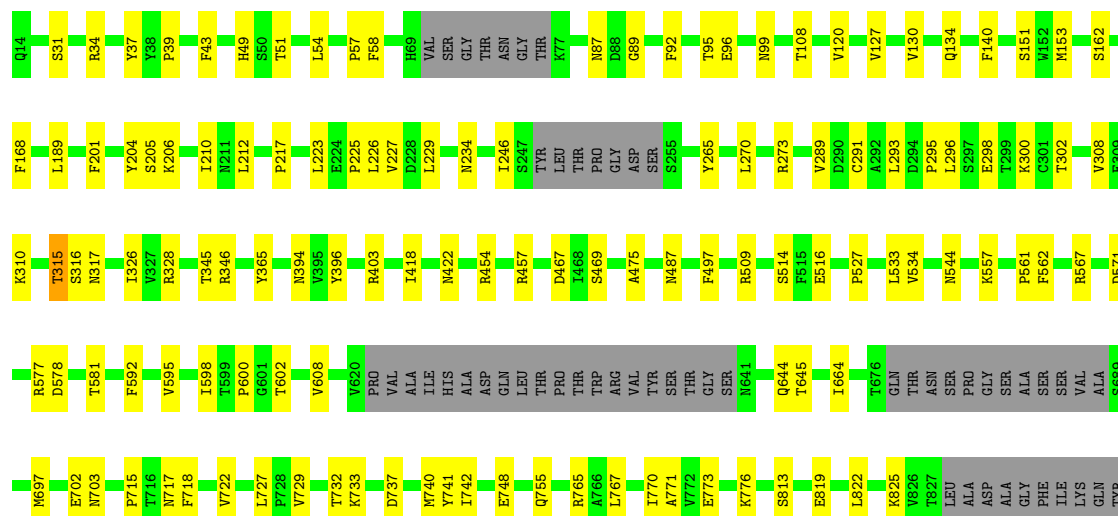 Q14 S31 R34 Y37 Y38 P39 F43 H49 S50 T51 L54 P57 F58 H69 VAL SER GLY THR ASN GLY THR K77 N87 D88 G89 F92 T95 E96 N99 T108 V120 V127 V130 Q134 F140 S151 W152 M153 S162
F168 L189 F201 Y204 S205 K206 I210 N211 L212 P217 L223 E224 P225 L226 V227 D228 L229 N234 I246 S247 TYR LEU THR PRO GLY ASP SER S255 Y265 L270 R273 V289 D290 C291 A292 L293 D294 P295 L296 S297 E298 T299 K300 C301 T302 V308 E309
K310 T315 S316 N317 I326 V327 R328 T345 R346 Y365 N394 V395 Y396 R403 I418 N422 R454 R457 D467 I468 S469 A475 N487 F497 R509 S514 F515 E516 P527 L533 V534 N544 K557 P561 F562 R567 D571
R577 D578 T581 F592 V595 I598 T599 P600 G601 T602 V608 V620 PRO VAL ALA ILE HIS ALA ASP GLN LEU THR PRO THR TRP ARG VAL TYR SER THR GLY SER N641 Q644 T645 I664 T676 GLN THR ASN SER PRO GLY SER ALA SER SER VAL ALA S689
M697 E702 N703 P715 T716 N717 F718 V722 L727 P728 V729 T732 K733 D737 M740 Y741 I742 E748 Q755 R765 A766 L767 I770 A771 V772 E773 K776 S813 E819 L822 K825 V826 T827 LEU ALA ASP ALA GLY PHE ILE LYS GLN TYR